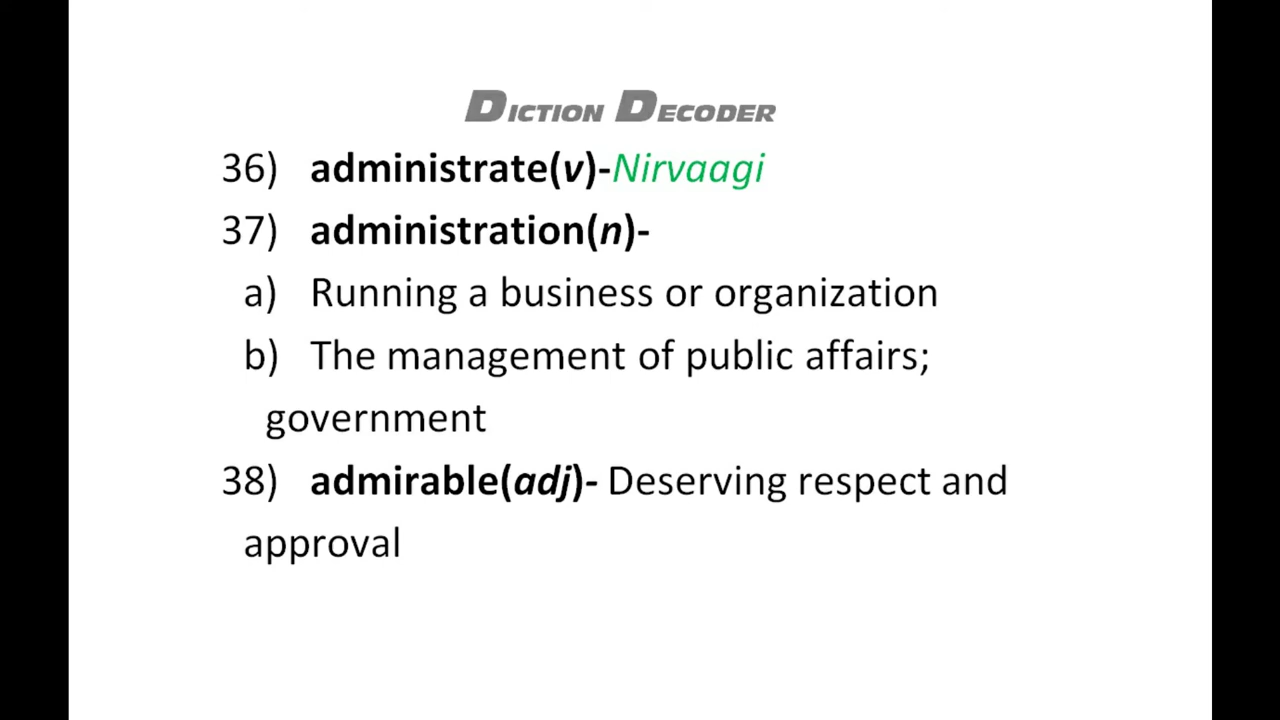 DICTION DECODER
36) administrate(v)-Nirvaagi
37) administration(n)-
a) Running a business or organization
b) The management of public affairs;
government
38) admirable(adj)- Deserving respect and
approval